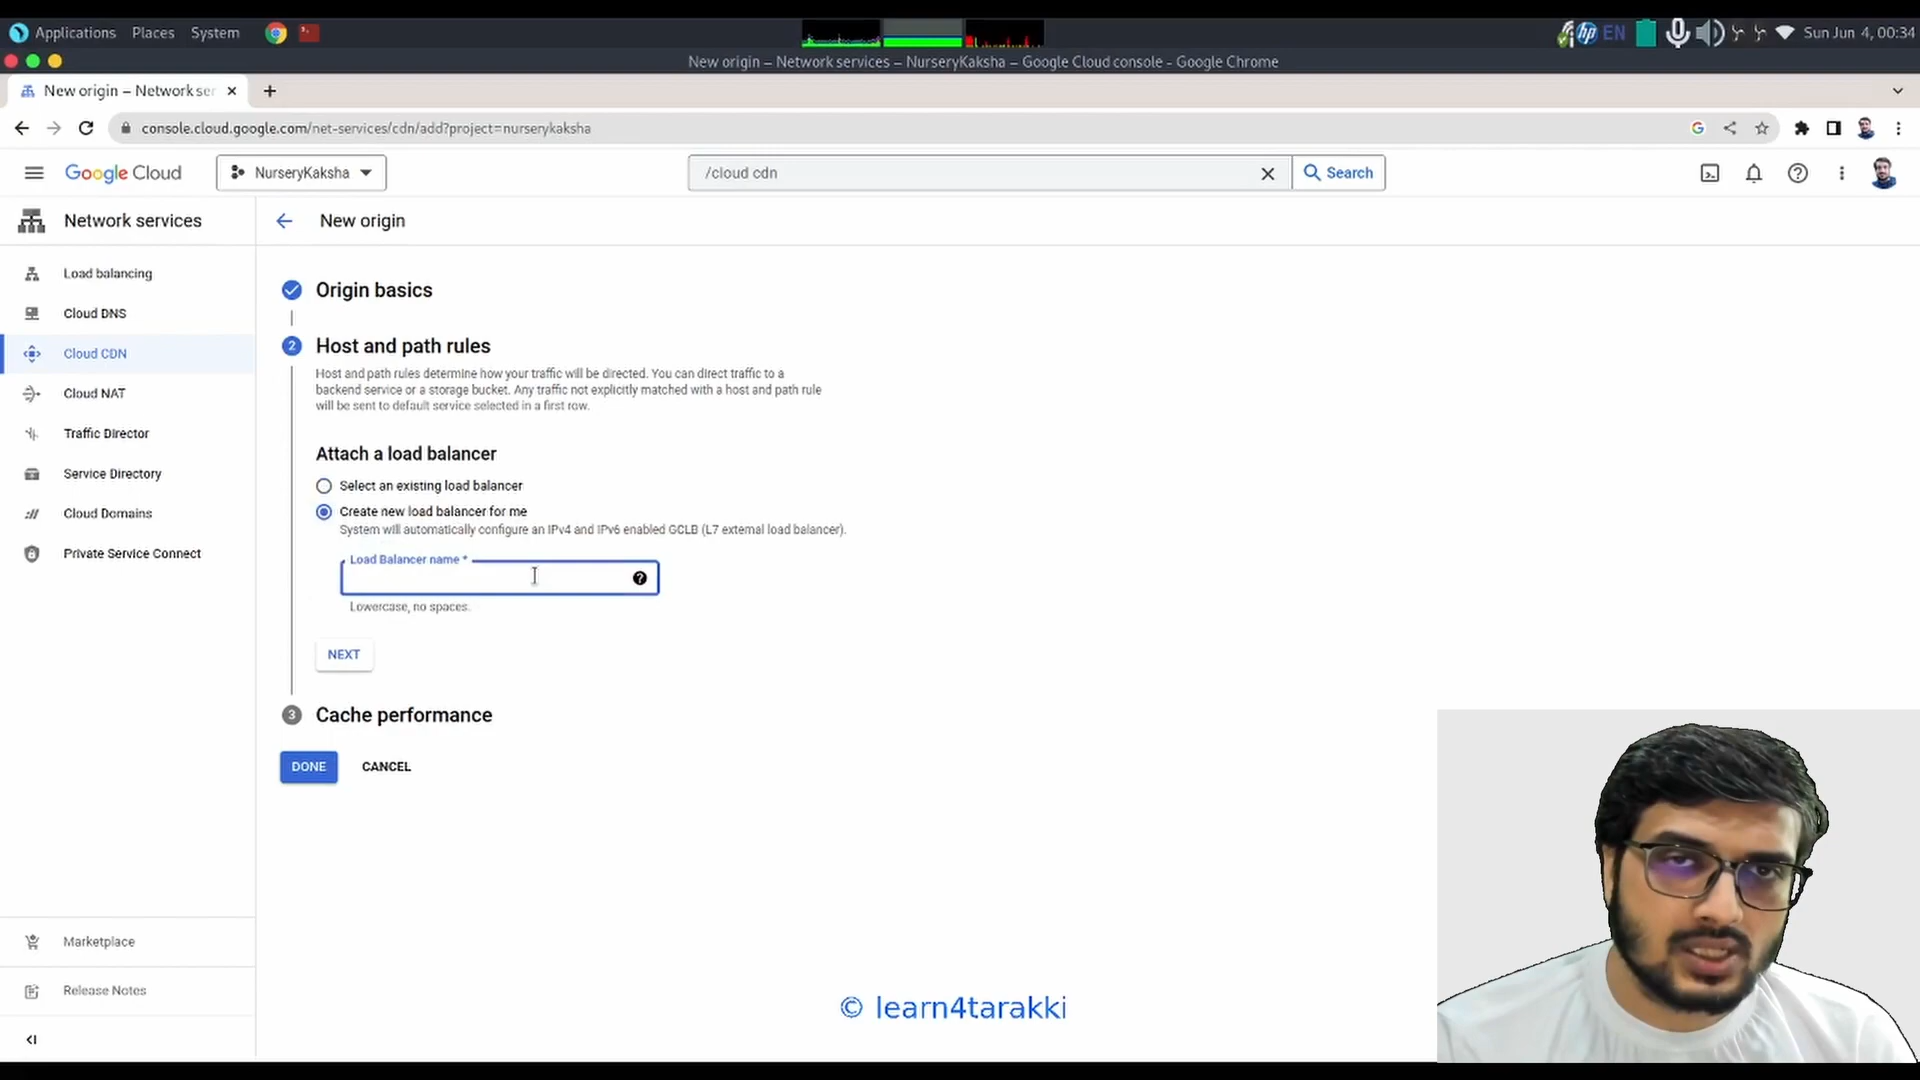 Applications Places System
EN
Sun Jun 4, 00:34
New origin – Network services – NurseryKaksha – Google Cloud console - Google Chrome
New origin – Network ser
console.cloud.google.com/net-services/cdn/add?project=nurserykaksha
Google Cloud
NurseryKaksha
/cloud cdn
Search
Network services
New origin
Load balancing
Cloud DNS
Cloud CDN
Cloud NAT
Traffic Director
Service Directory
Cloud Domains
Private Service Connect
Origin basics
2 Host and path rules
Host and path rules determine how your traffic will be directed. You can direct traffic to a
backend service or a storage bucket. Any traffic not explicitly matched with a host and path rule
will be sent to default service selected in a first row.
Attach a load balancer
Select an existing load balancer
Create new load balancer for me
System will automatically configure an IPv4 and IPv6 enabled GCLB (L7 external load balancer).
Load Balancer name *
Lowercase, no spaces.
NEXT
3 Cache performance
DONE CANCEL
Marketplace
Release Notes
© learn4tarakki